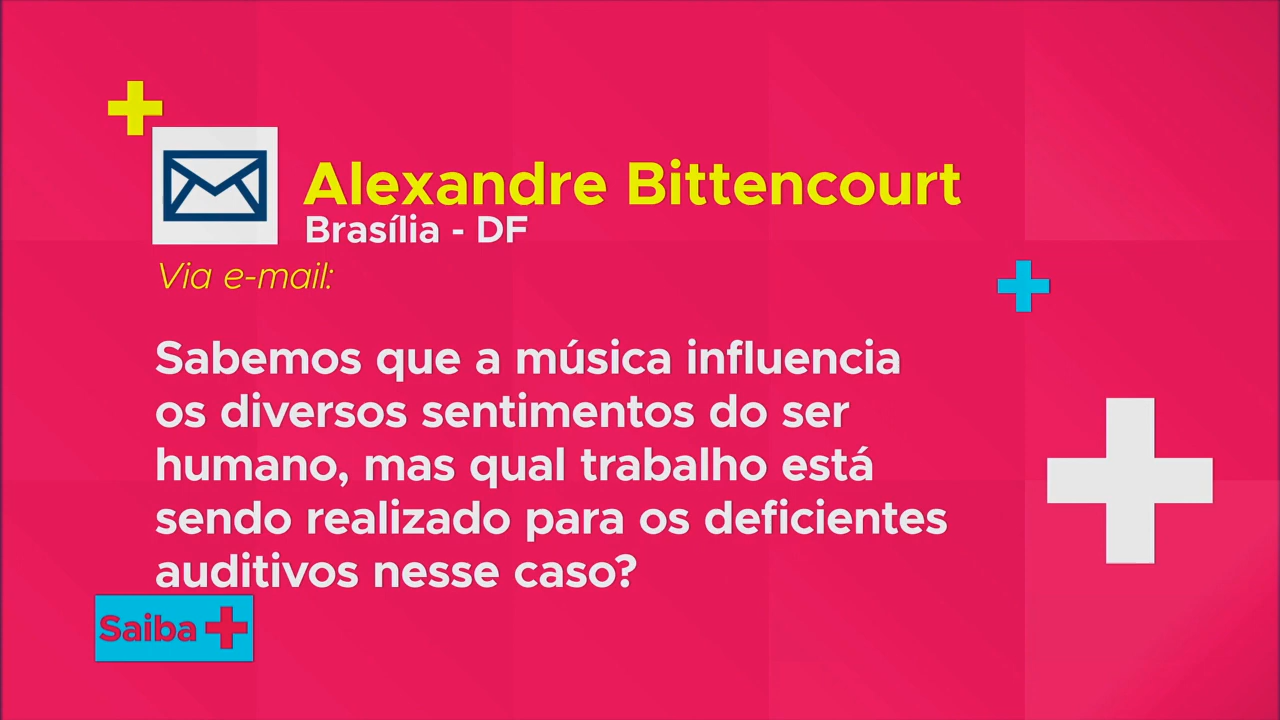 Alexandre Bittencourt
Brasília - DF
Via e-mail:
Sabemos que a música influencia
os diversos sentimentos do ser
humano, mas qual trabalho está
sendo realizado para os deficientes
auditivos nesse caso?
Saiba+